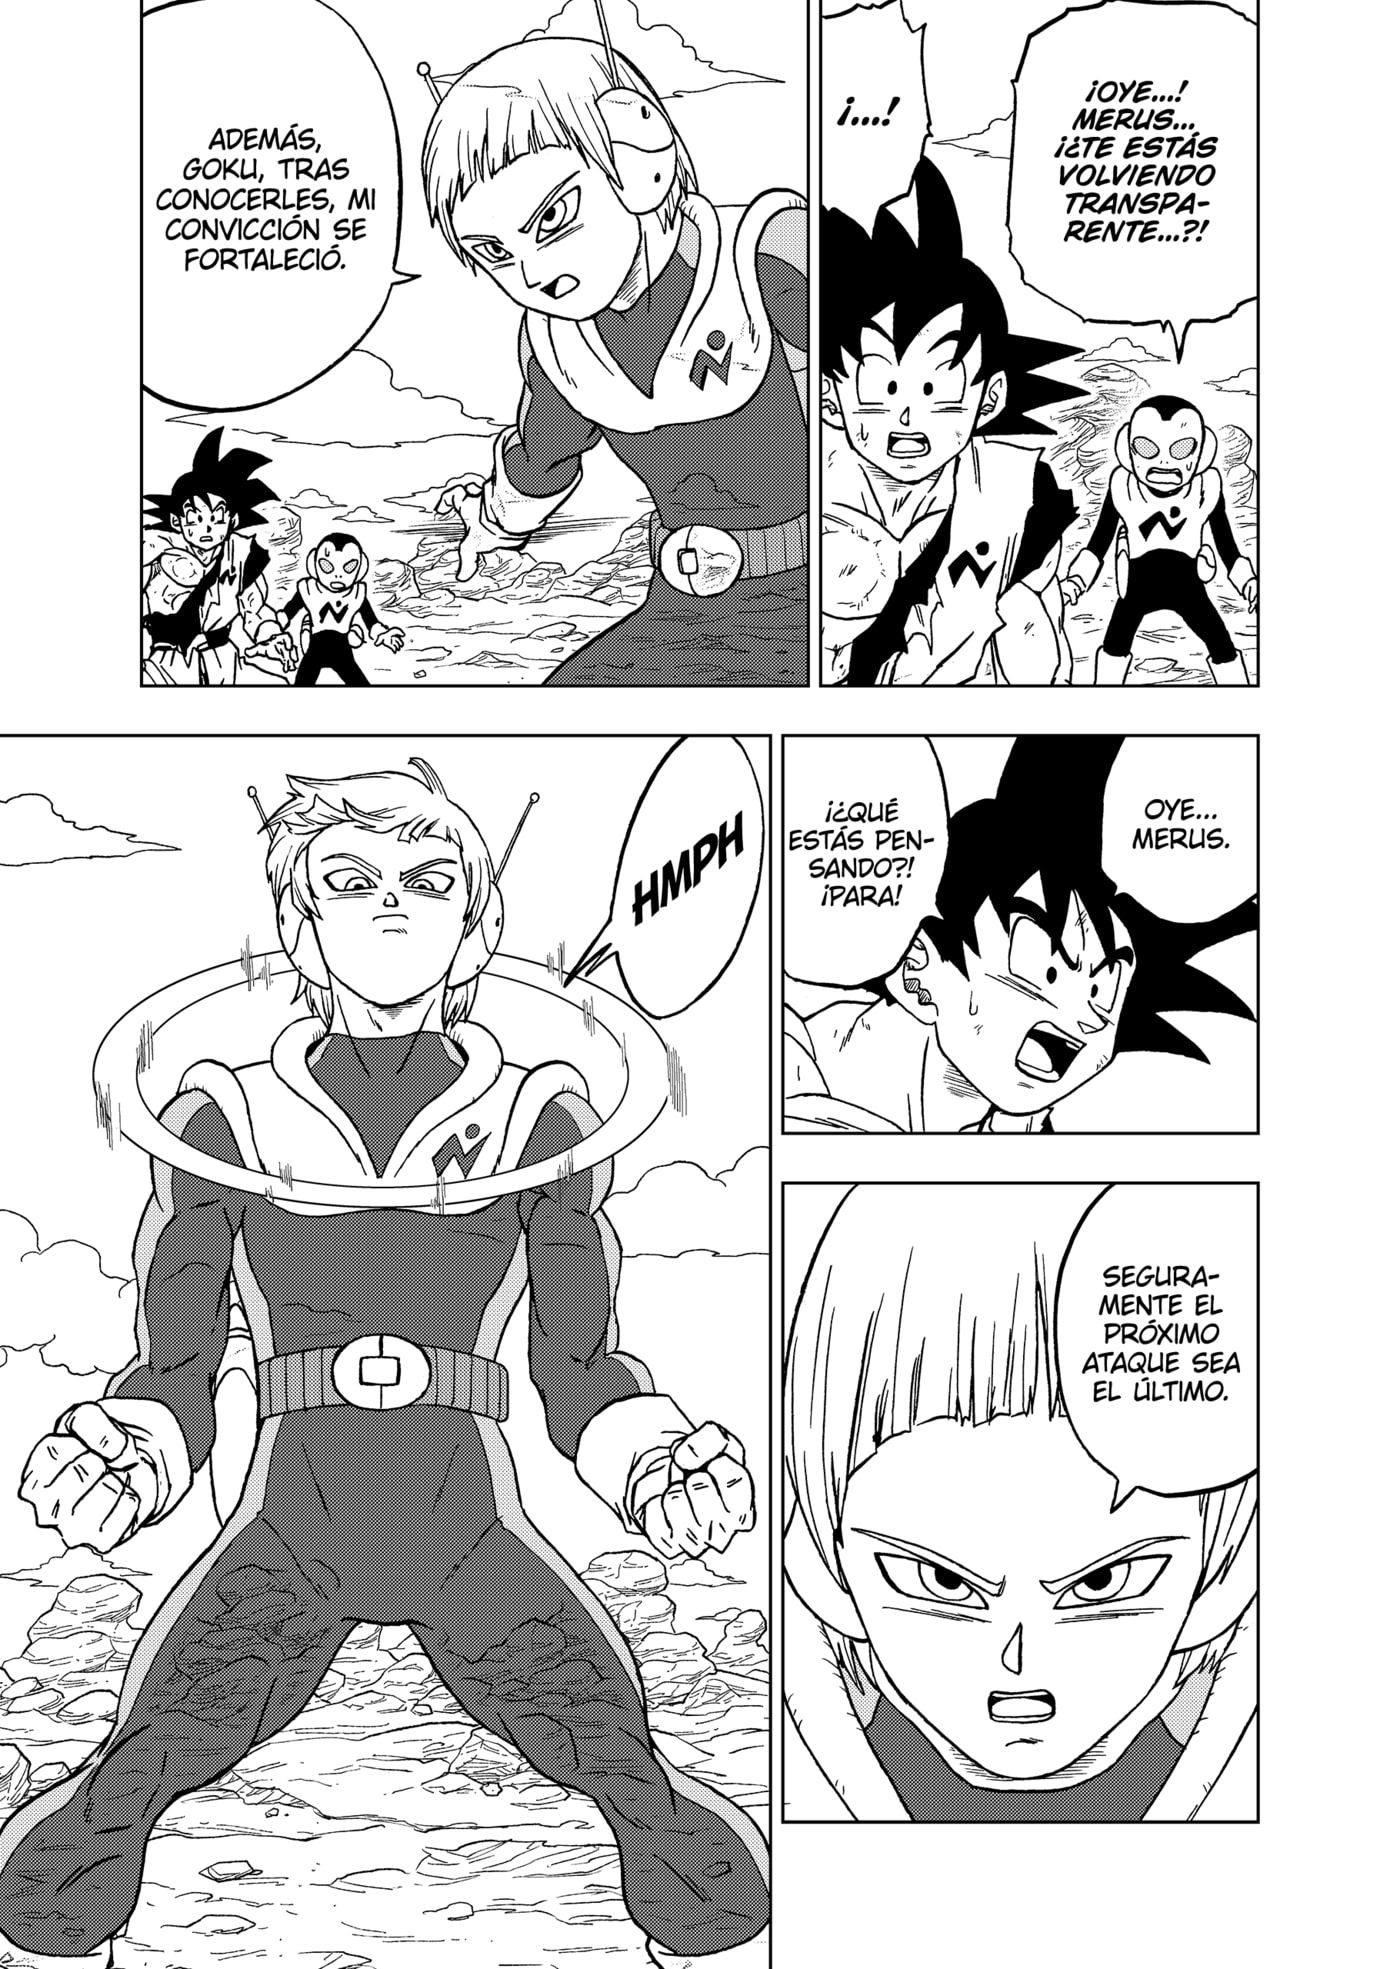 ¡OYE...!
MERUS...
¡¿TE ESTÁS
VOLVIENDO
TRANSPA-
RENTE...?!
¡...!
ADEMÁS,
GOKU, TRAS
CONOCERLES, MI
CONVICCIÓN SE
FORTALECIÓ.
OYE...
MERUS.
¡¿QUÉ
ESTÁS PEN-
SANDO?!
¡PARA!
SEGURA-
MENTE EL
PRÓXIMO
ATAQUE SEA
EL ÚLTIMO.
HMPH